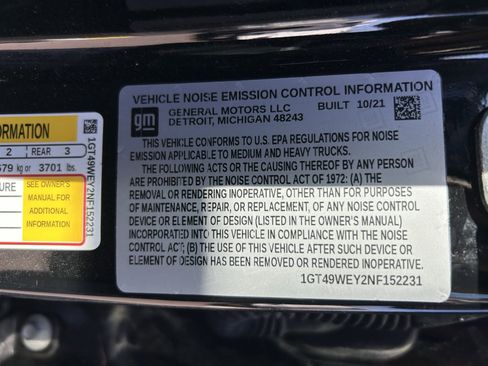 VEHICLE NOISE EMISSION CONTROL INFORMATION
gm
GENERAL MOTORS LLC BUILT 10/21
DETROIT, MICHIGAN 48243
THIS VEHICLE CONFORMS TO U.S. EPA REGULATIONS FOR NOISE
EMISSION APPLICABLE TO MEDIUM AND HEAVY TRUCKS.
THE FOLLOWING ACTS OR THE CAUSING THEREOF BY ANY PERSON
ARE PROHIBITED BY THE NOISE CONTROL ACT OF 1972: (A) THE
REMOVAL OR RENDERING INOPERATIVE, OTHER THAN FOR PURPOSES
OF MAINTENANCE, REPAIR, OR REPLACEMENT, OF ANY NOISE CONTROL
DEVICE OR ELEMENT OF DESIGN (LISTED IN THE OWNER'S MANUAL)
INCORPORATED INTO THIS VEHICLE IN COMPLIANCE WITH THE NOISE
CONTROL ACT; (B) THE USE OF THIS VEHICLE AFTER SUCH DEVICE OR
ELEMENT OF DESIGN HAS BEEN REMOVED OR RENDERED INOPERATIVE.
1GT49WEY2NF152231
2 REAR 3
kg or 3701 lbs.
SEE OWNER'S
MANUAL FOR
ADDITIONAL
INFORMATION
1GT49WEY2NF152231